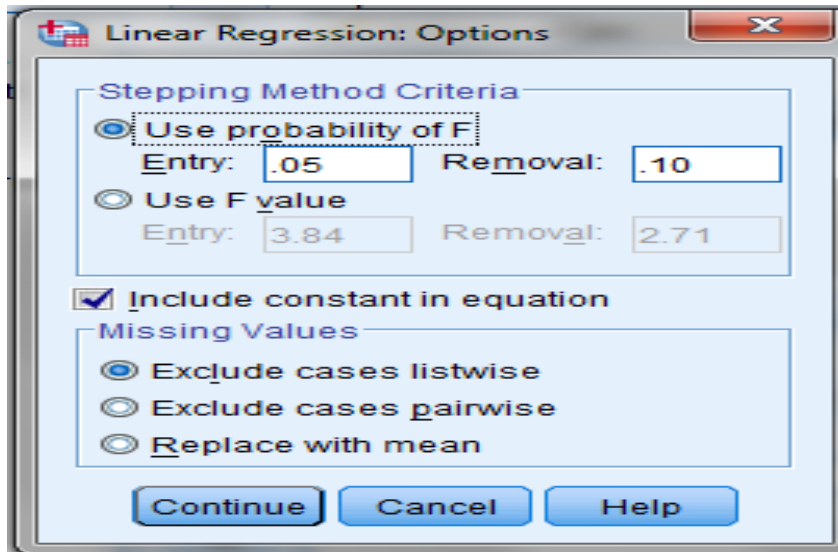 Linear Regression: Options
Stepping Method Criteria
Use probability of F
Entry: .05 Removal: .10
Use F value
Entry: 3.84 Removal: 2.71
Include constant in equation
Missing Values
Exclude cases listwise
Exclude cases pairwise
Replace with mean
Continue Cancel Help